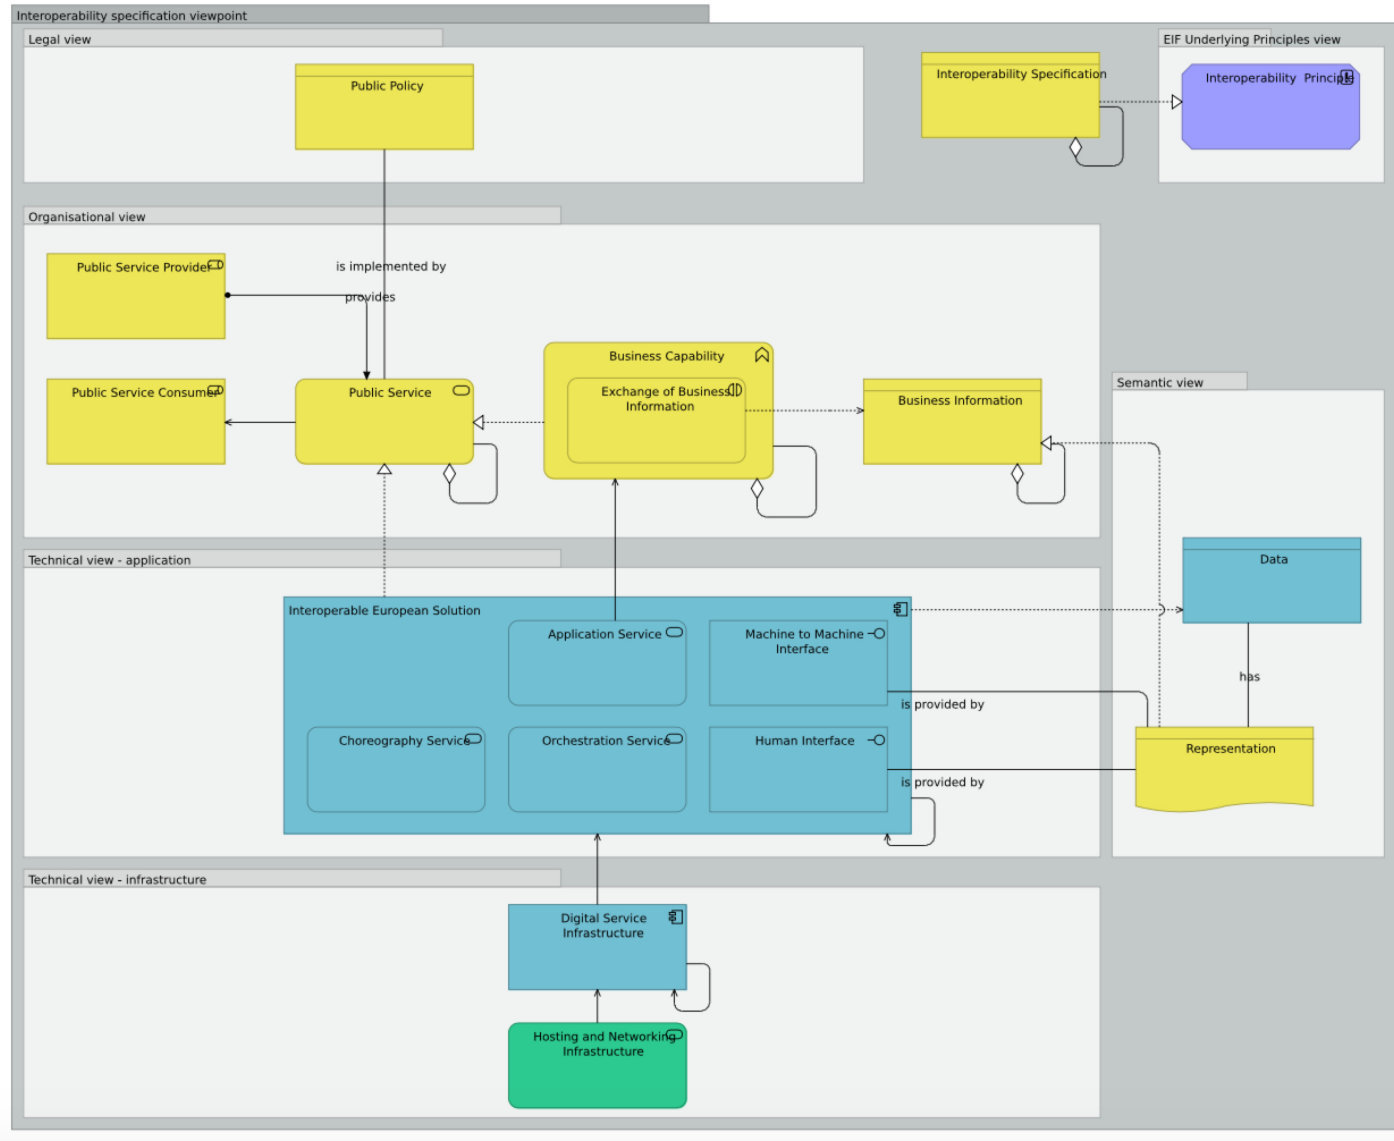 Interoperability specification viewpoint
Legal view
EIF Underlying Principles view
Public Policy
Interoperability Specification
Interoperability Principle
Organisational view
Public Service Provider
is implemented by
provides
Public Service Consumer
Public Service
Business Capability
Exchange of Business
Information
Business Information
Semantic view
Technical view - application
Data
Interoperable European Solution
Application Service
Machine to Machine
Interface
has
is provided by
Choreography Service
Orchestration Service
Human Interface
Representation
is provided by
Technical view - infrastructure
Digital Service
Infrastructure
Hosting and Networking
Infrastructure